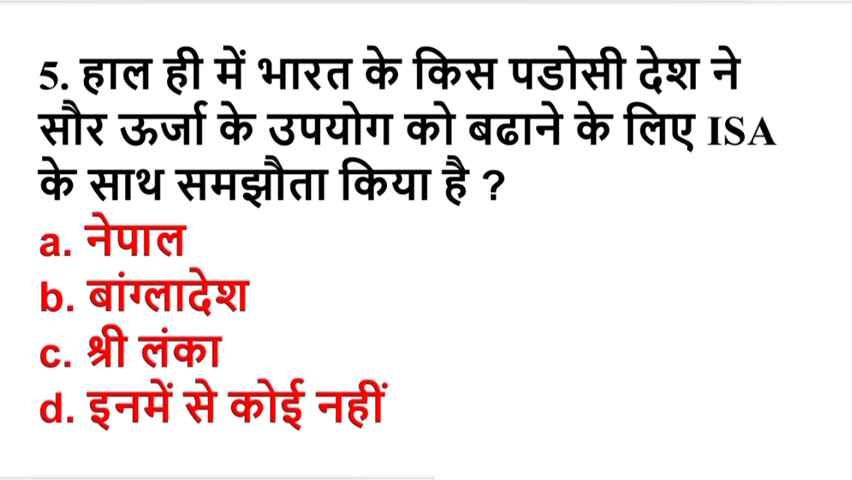 5. हाल ही में भारत के किस पडोसी देश ने
सौर ऊर्जा के उपयोग को बढाने के लिए ISA
के साथ समझौता किया है ?
a. नेपाल
b. बांग्लादेश
c. श्री लंका
d. इनमें से कोई नहीं